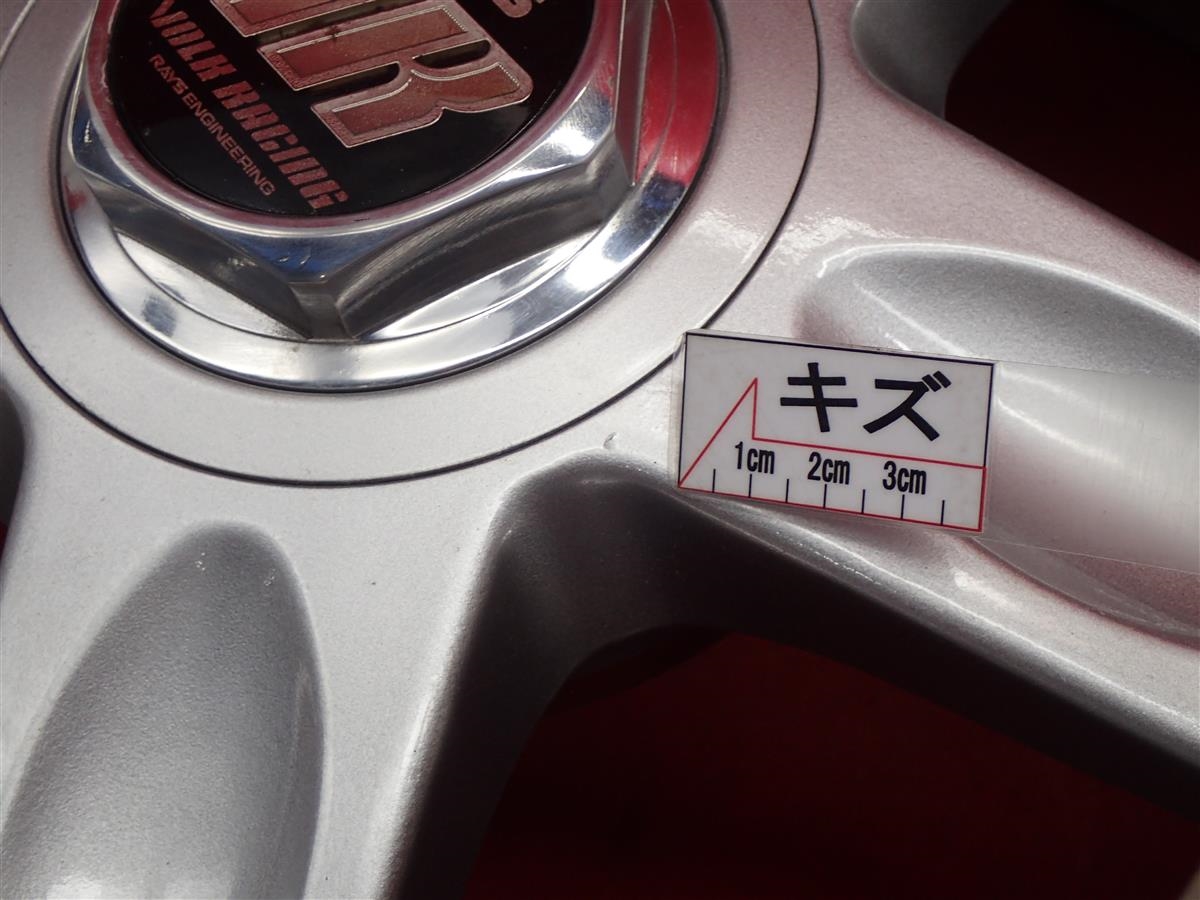 VOLK RACING
RAYS ENGINEERING
キズ
1cm 2cm 3cm